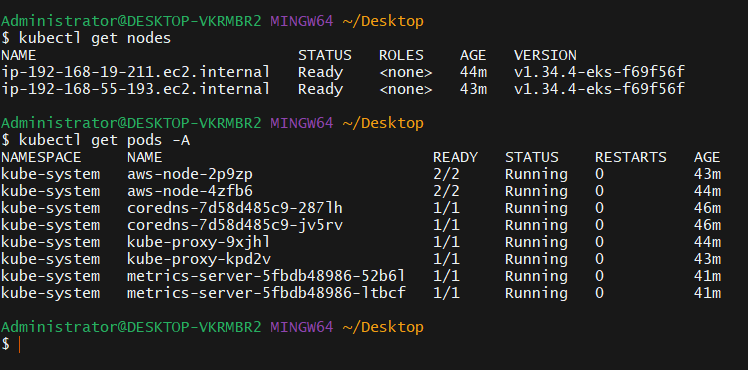 Administrator@DESKTOP-VKRMBR2 MINGW64 ~/Desktop
$ kubectl get nodes
NAME STATUS ROLES AGE VERSION
ip-192-168-19-211.ec2.internal Ready <none> 44m v1.34.4-eks-f69f56f
ip-192-168-55-193.ec2.internal Ready <none> 43m v1.34.4-eks-f69f56f
Administrator@DESKTOP-VKRMBR2 MINGW64 ~/Desktop
$ kubectl get pods -A
NAMESPACE NAME READY STATUS RESTARTS AGE
kube-system aws-node-2p9zp 2/2 Running 0 43m
kube-system aws-node-4zfb6 2/2 Running 0 44m
kube-system coredns-7d58d485c9-287lh 1/1 Running 0 46m
kube-system coredns-7d58d485c9-jv5rv 1/1 Running 0 46m
kube-system kube-proxy-9xjhl 1/1 Running 0 44m
kube-system kube-proxy-kpd2v 1/1 Running 0 43m
kube-system metrics-server-5fbdb48986-52b6l 1/1 Running 0 41m
kube-system metrics-server-5fbdb48986-ltbcf 1/1 Running 0 41m
Administrator@DESKTOP-VKRMBR2 MINGW64 ~/Desktop
$